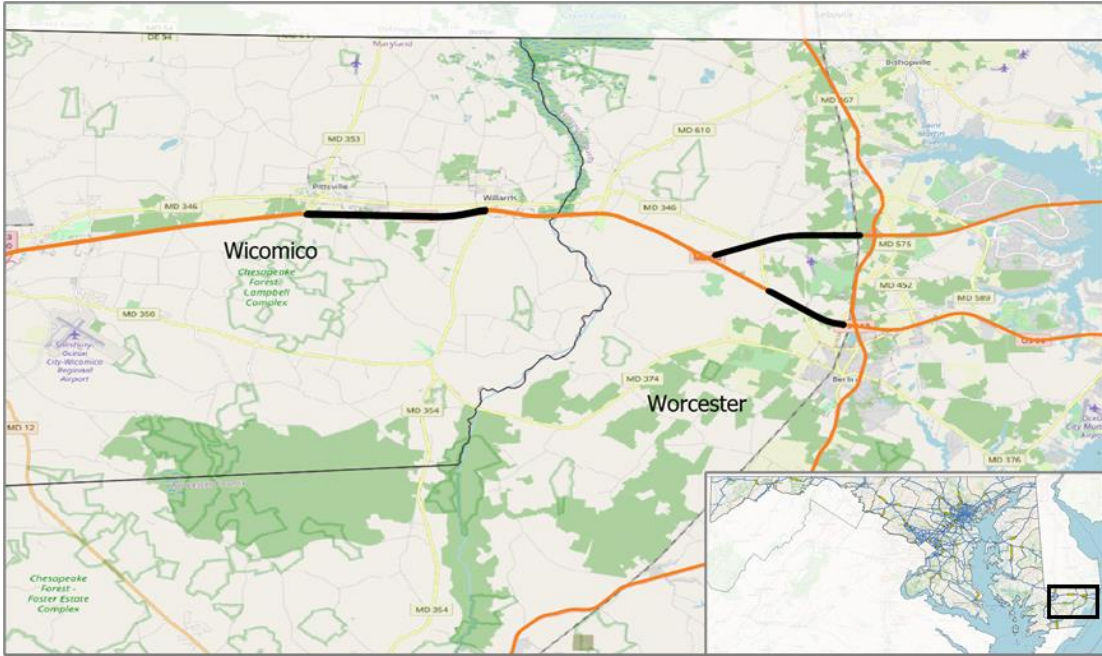 Maryland
Bishopville
MD 367
MD 610
MD 353
Pittsville
Willards
MD 346
MD 346
MD 575
Wicomico
Chesapeake
Forest-
Campbell
Complex
MD 452
MD 589
MD 350
Salisbury-
Ocean
City-Wicomico
Regional
Airport
Berlin
MD 374
Worcester
MD 354
MD 12
MD 376
Chesapeake
Forest -
Foster Estate
Complex
MD 354